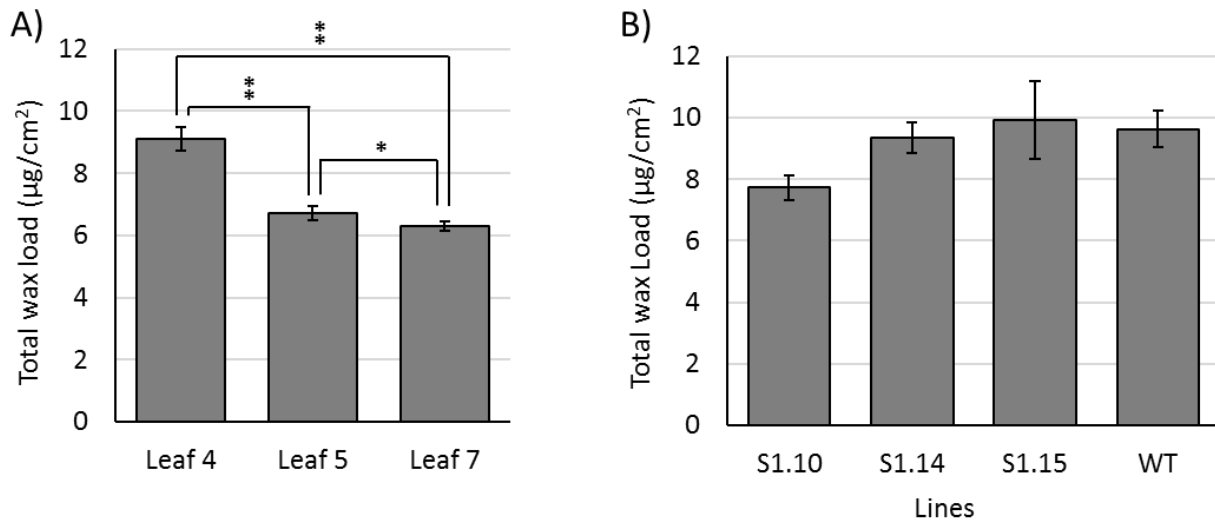 A)
Total wax load (µg/cm²)
12
10
8
6
4
2
0
**
**
*
Leaf 4 Leaf 5 Leaf 7
B)
Total wax Load (µg/cm²)
12
10
8
6
4
2
0
S1.10 S1.14 S1.15 WT
Lines